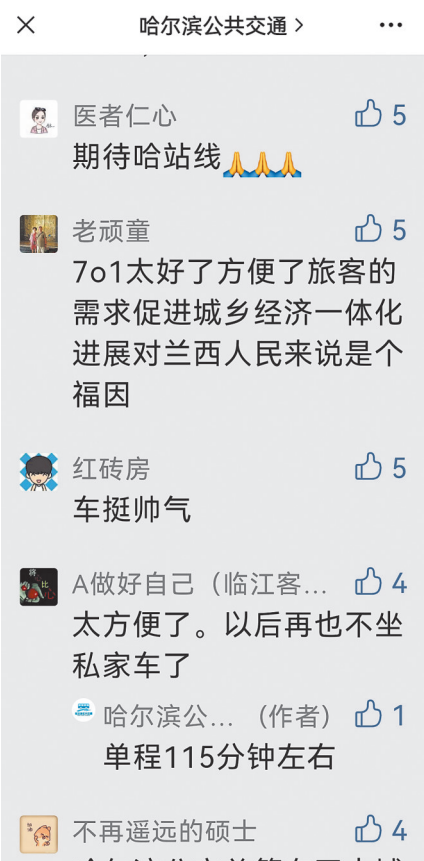 哈尔滨公共交通
医者仁心
5
期待哈站线🙏🙏🙏
老顽童
5
7o1太好了方便了旅客的
需求促进城乡经济一体化
进展对兰西人民来说是个
福因
红砖房
5
车挺帅气
A做好自己（临江客...
4
太方便了。以后再也不坐
私家车了
哈尔滨公... （作者）
1
单程115分钟左右
不再遥远的硕士
4